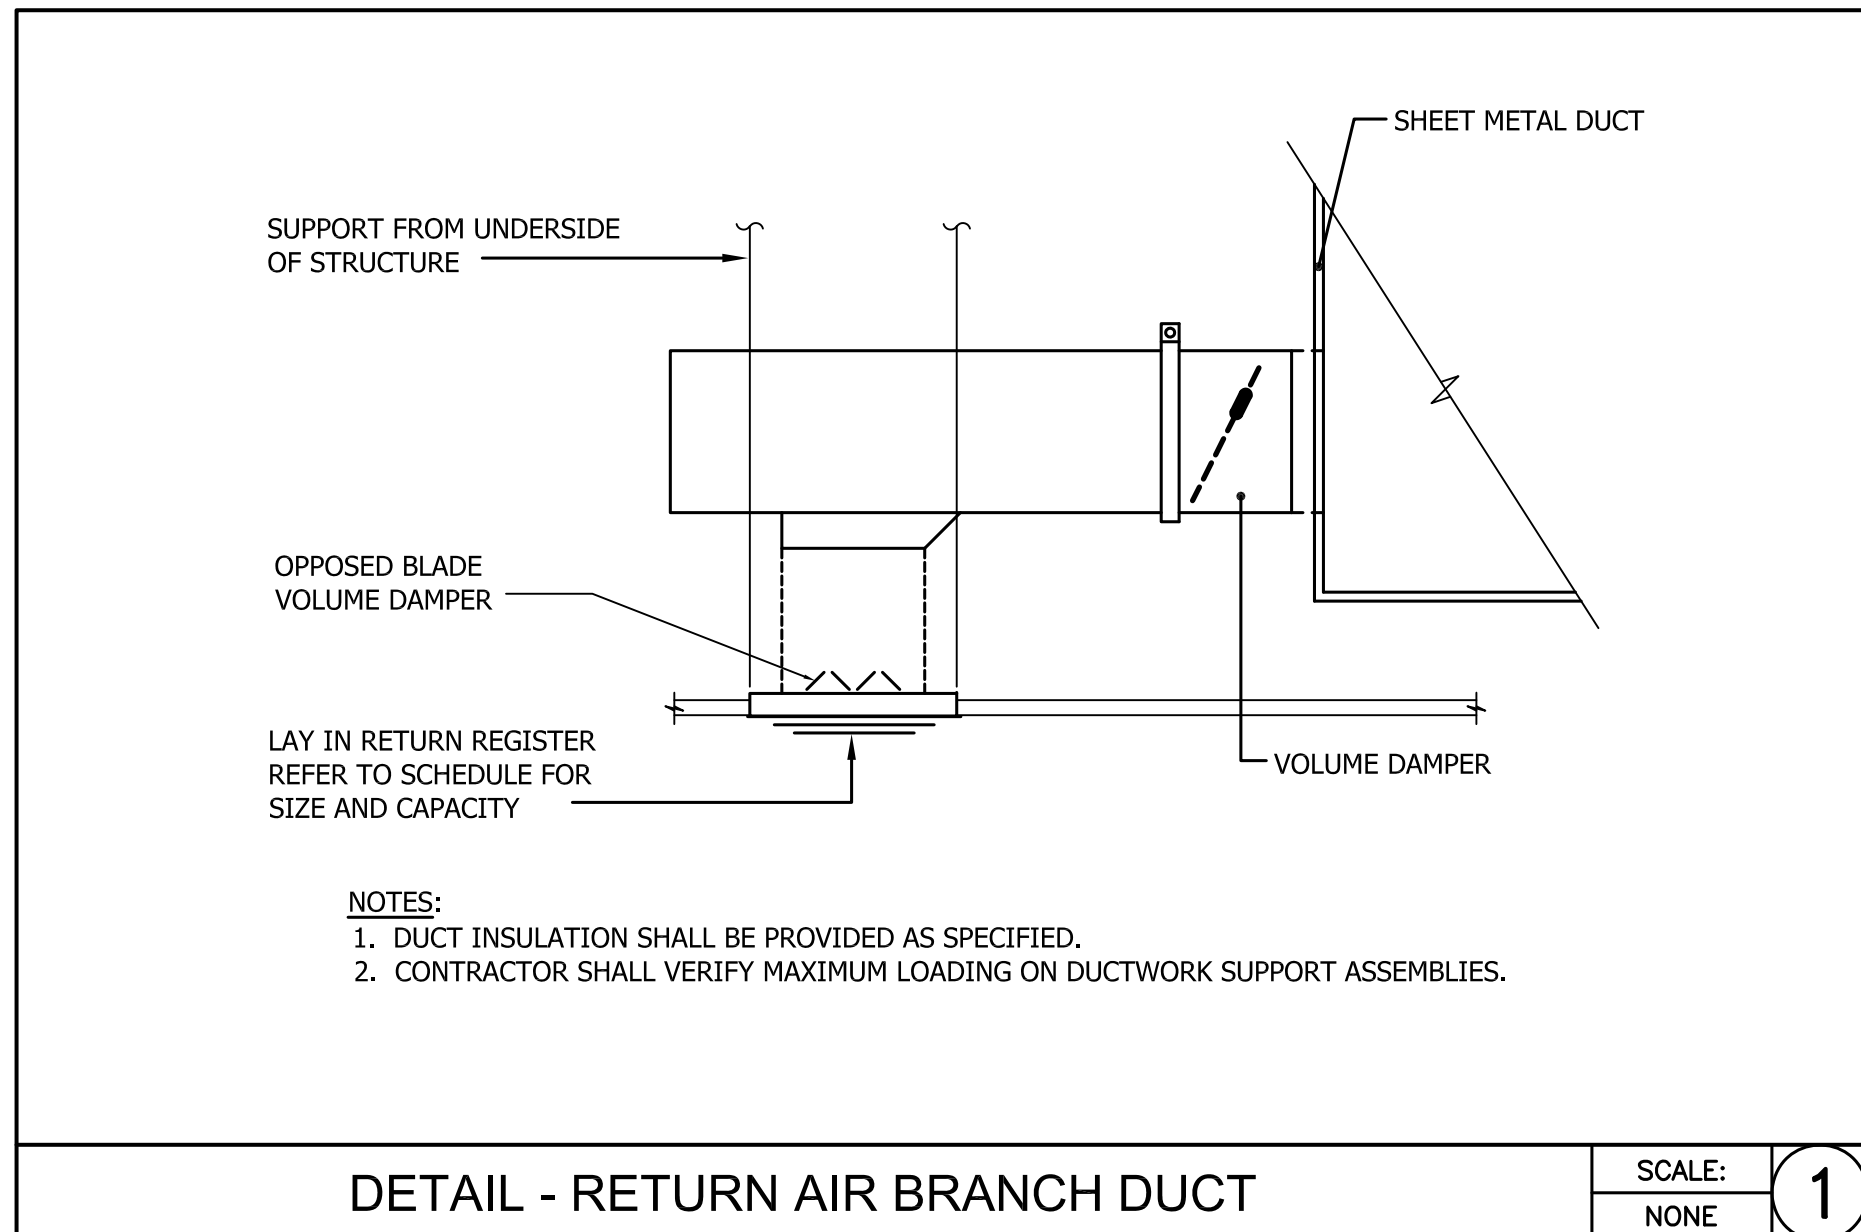 SHEET METAL DUCT
SUPPORT FROM UNDERSIDE
OF STRUCTURE
OPPOSED BLADE
VOLUME DAMPER
LAY IN RETURN REGISTER
REFER TO SCHEDULE FOR
SIZE AND CAPACITY
VOLUME DAMPER
NOTES:
1. DUCT INSULATION SHALL BE PROVIDED AS SPECIFIED.
2. CONTRACTOR SHALL VERIFY MAXIMUM LOADING ON DUCTWORK SUPPORT ASSEMBLIES.
DETAIL - RETURN AIR BRANCH DUCT
SCALE:
NONE
1